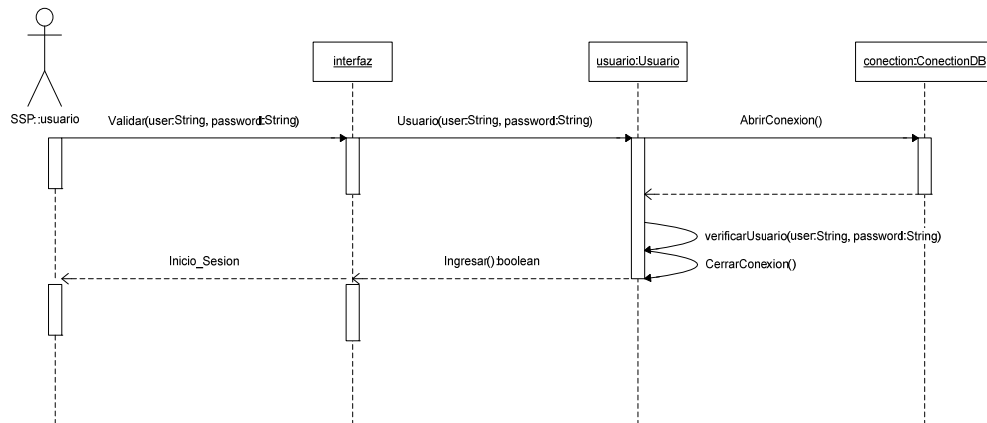 interfaz
usuario:Usuario
conection:ConectionDB
SSP::usuario
Validar(user:String, password:String)
Usuario(user:String, password:String)
AbrirConexion()
verificarUsuario(user:String, password:String)
Inicio_Sesion
Ingresar():boolean
CerrarConexion()